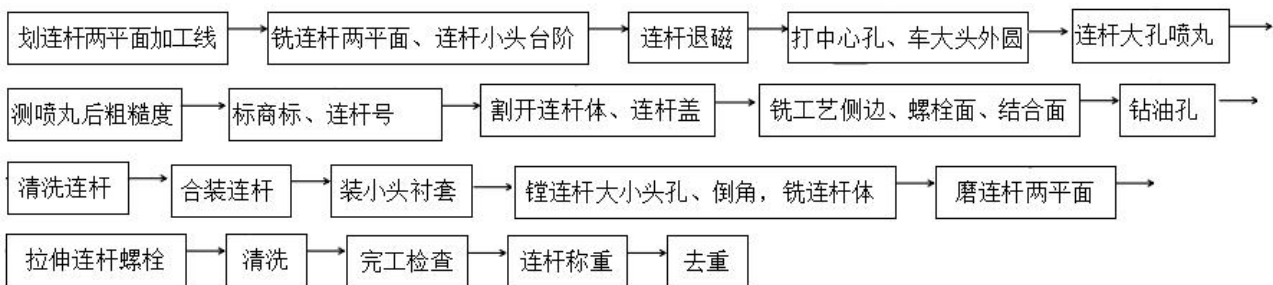 划连杆两平面加工线 铣连杆两平面、连杆小头台阶 连杆退磁 打中心孔、车大头外圆 连杆大孔喷丸
测喷丸后粗糙度 标商标、连杆号 割开连杆体、连杆盖 铣工艺侧边、螺栓面、结合面 钻油孔
清洗连杆 合装连杆 装小头衬套 镗连杆大小头孔、倒角，铣连杆体 磨连杆两平面
拉伸连杆螺栓 清洗 完工检查 连杆称重 去重